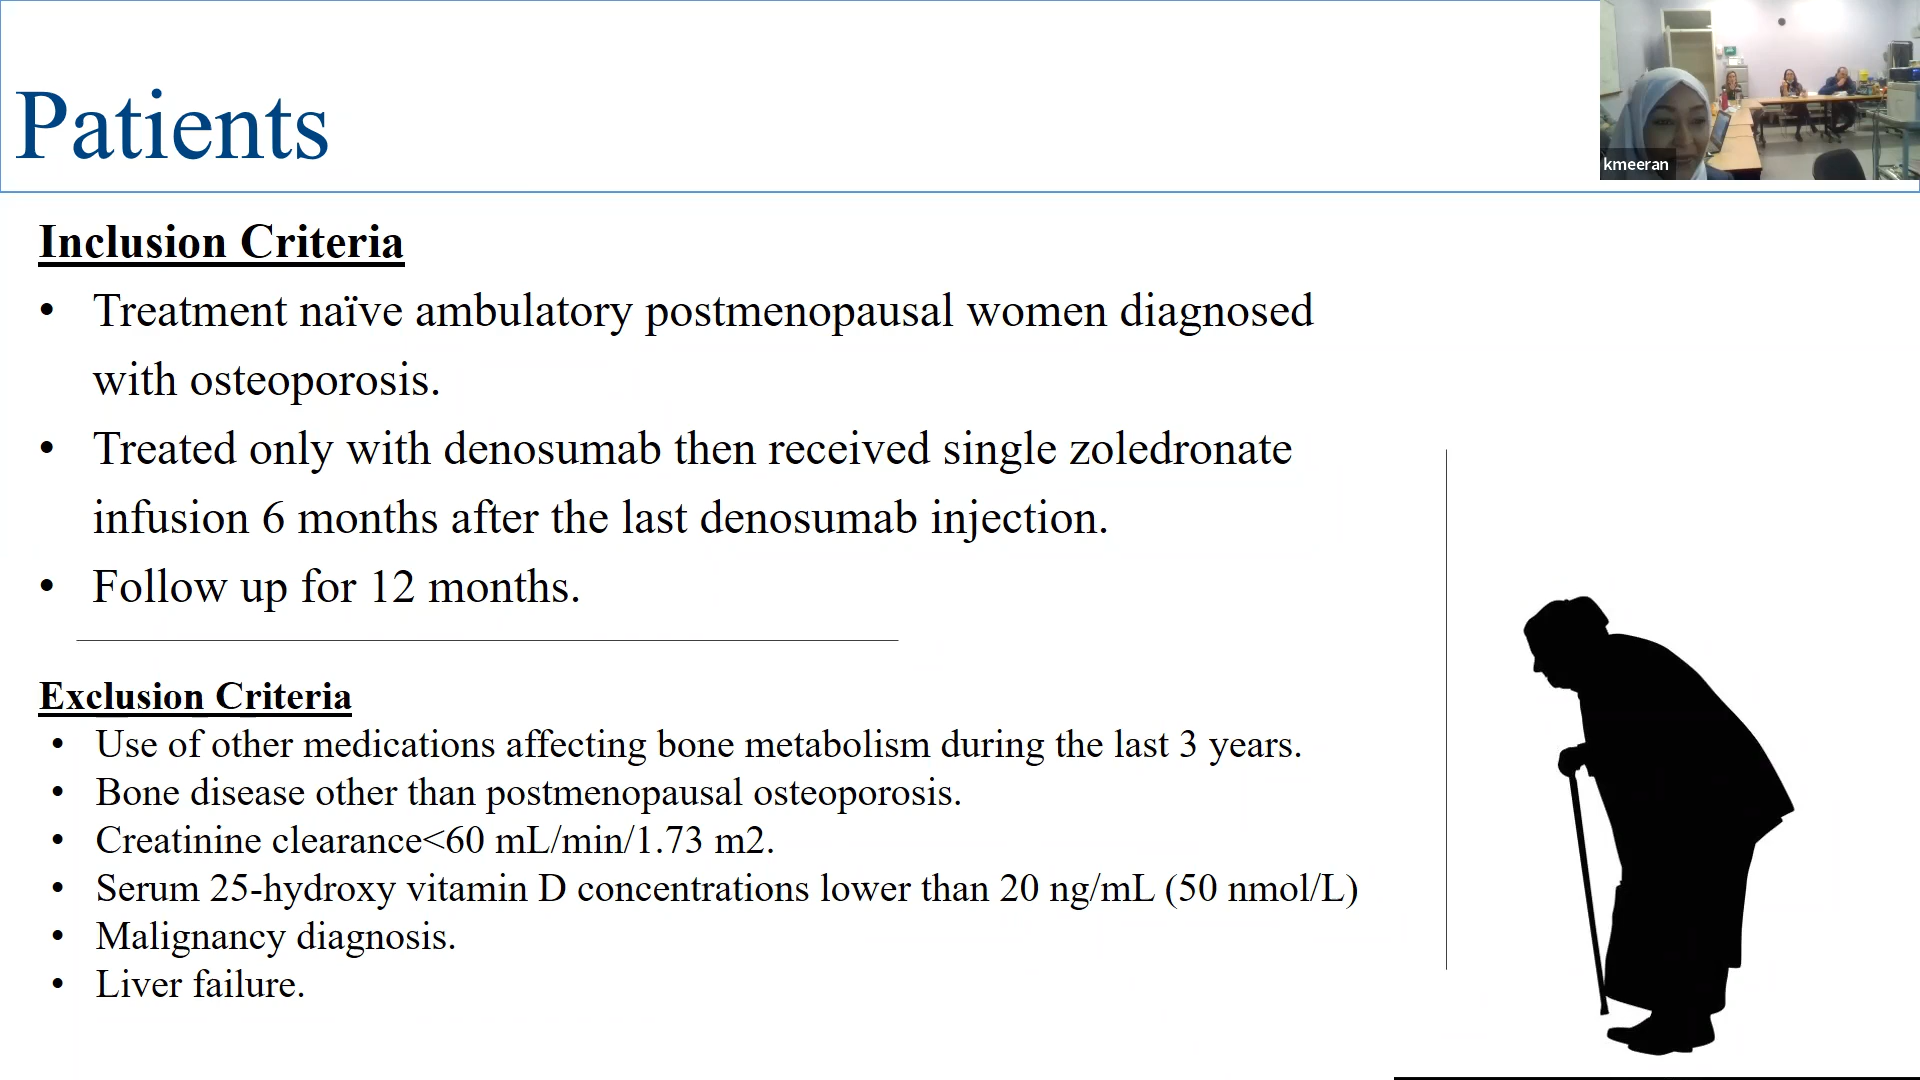 Patients
kmeeran
Inclusion Criteria
• Treatment naïve ambulatory postmenopausal women diagnosed
with osteoporosis.
• Treated only with denosumab then received single zoledronate
infusion 6 months after the last denosumab injection.
• Follow up for 12 months.
Exclusion Criteria
• Use of other medications affecting bone metabolism during the last 3 years.
• Bone disease other than postmenopausal osteoporosis.
• Creatinine clearance<60 mL/min/1.73 m2.
• Serum 25-hydroxy vitamin D concentrations lower than 20 ng/mL (50 nmol/L)
• Malignancy diagnosis.
• Liver failure.